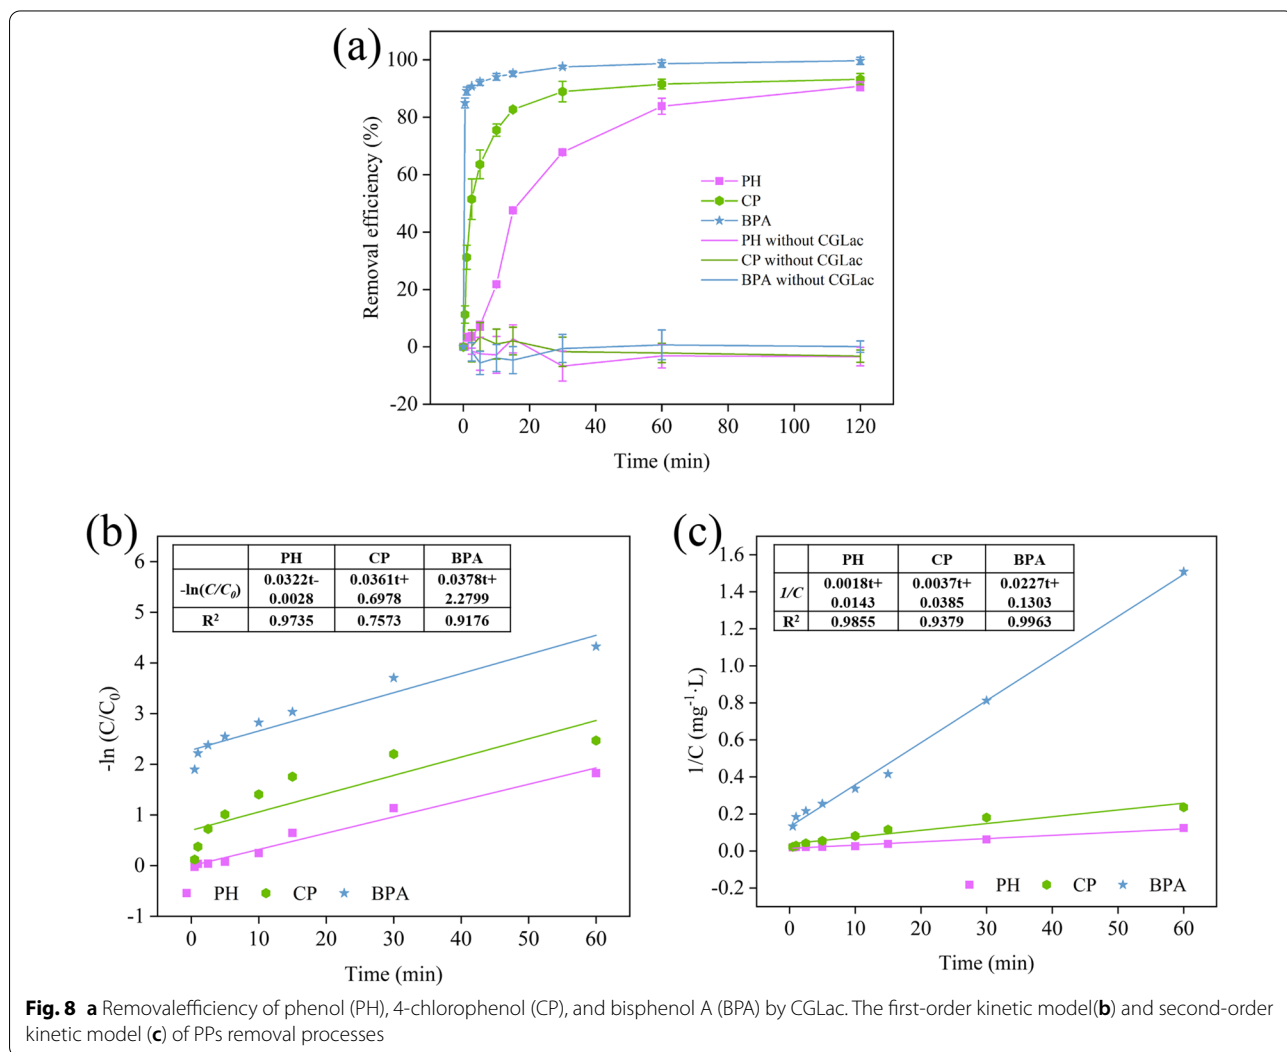 (a)
100
80
60
40
20
0
-20
Removal efficiency (%)
PH
CP
BPA
PH without CGLac
CP without CGLac
BPA without CGLac
0 20 40 60 80 100 120
Time (min)
(b)
6
5
4
3
2
1
0
-1
-ln (C/C0)
PH CP BPA
-ln(C/C0) 0.0322t-0.0028 0.0361t+0.6978 0.0378t+2.2799
R2 0.9735 0.7573 0.9176
PH CP BPA
0 10 20 30 40 50 60
Time (min)
(c)
1.6
1.4
1.2
1.0
0.8
0.6
0.4
0.2
0.0
-0.2
1/C (mg-1·L)
PH CP BPA
1/C 0.0018t+0.0143 0.0037t+0.0385 0.0227t+0.1303
R2 0.9855 0.9379 0.9963
PH CP BPA
0 10 20 30 40 50 60
Time (min)
Fig. 8 a Removalefficiency of phenol (PH), 4-chlorophenol (CP), and bisphenol A (BPA) by CGLac. The first-order kinetic model(b) and second-order
kinetic model (c) of PPs removal processes